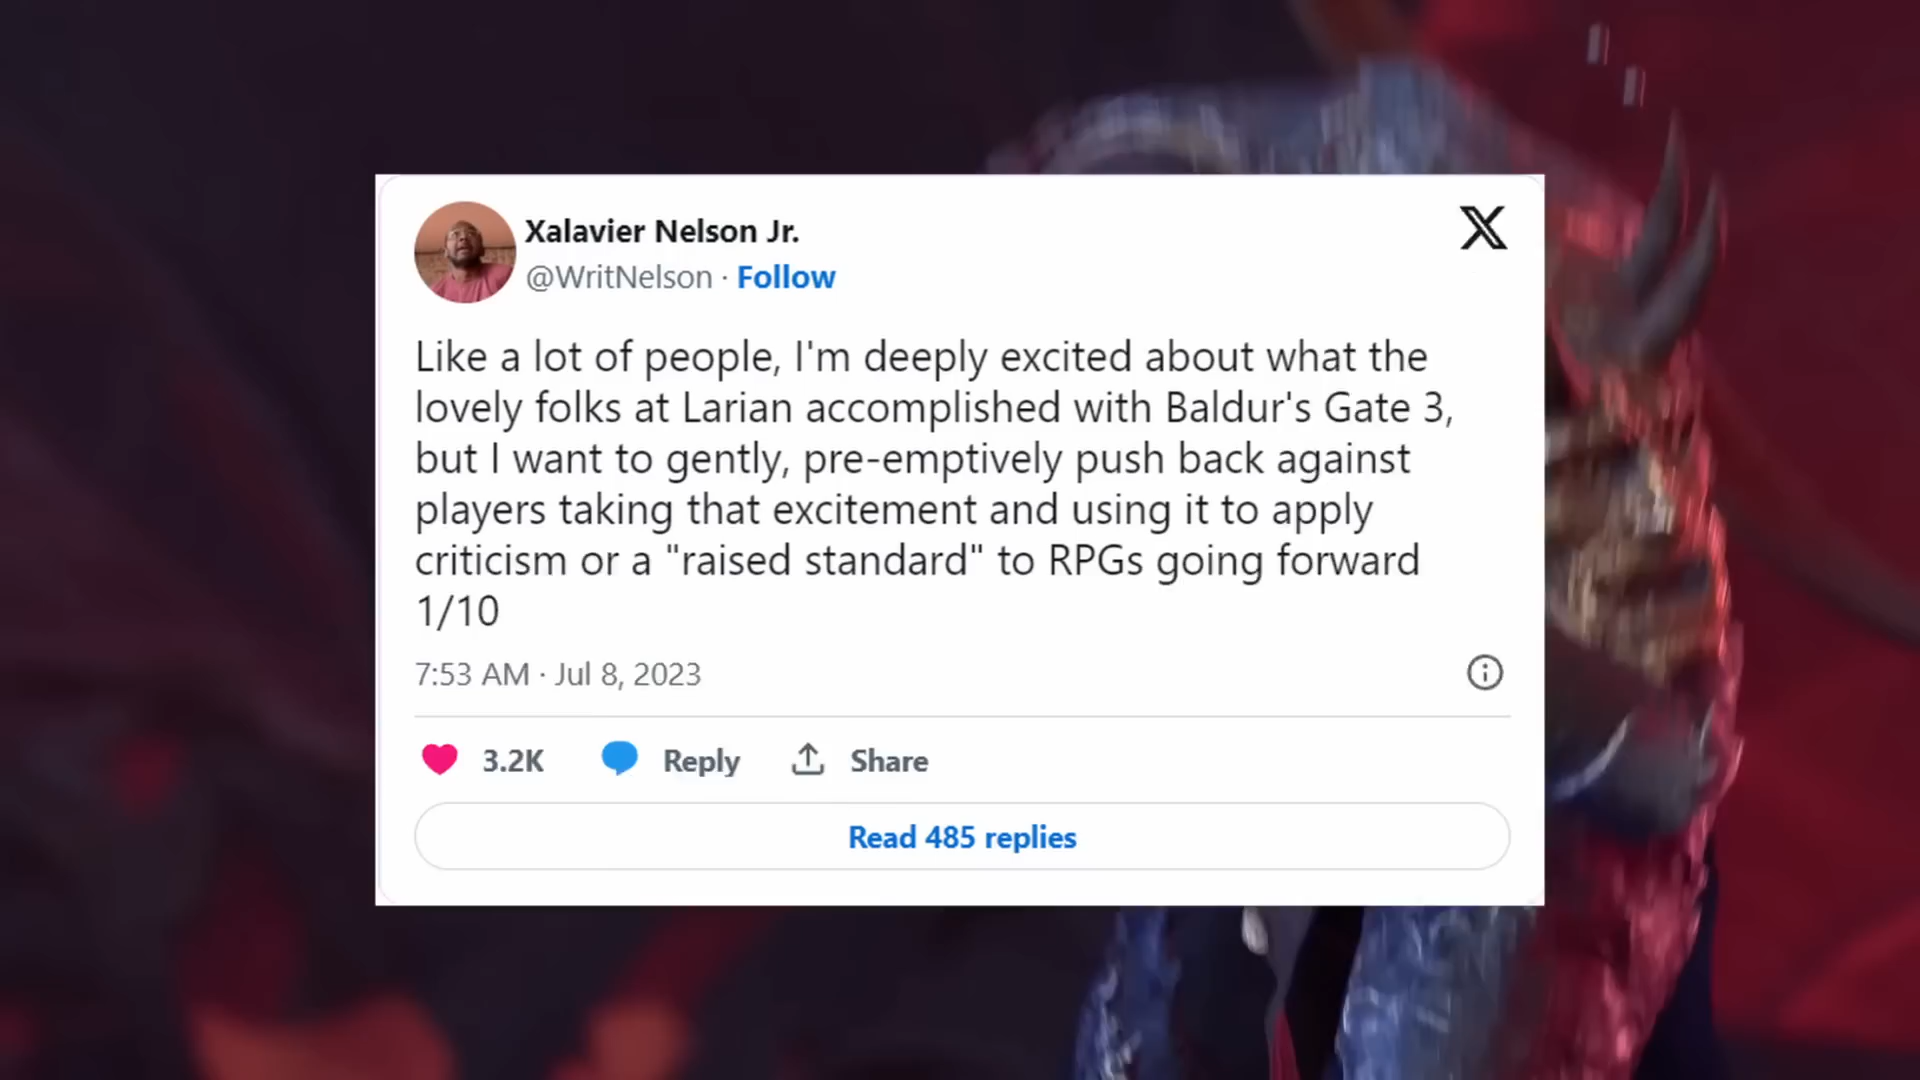 Xalavier Nelson Jr.
@WritNelson · Follow
Like a lot of people, I'm deeply excited about what the
lovely folks at Larian accomplished with Baldur's Gate 3,
but I want to gently, pre-emptively push back against
players taking that excitement and using it to apply
criticism or a "raised standard" to RPGs going forward
1/10
7:53 AM · Jul 8, 2023
3.2K Reply Share
Read 485 replies